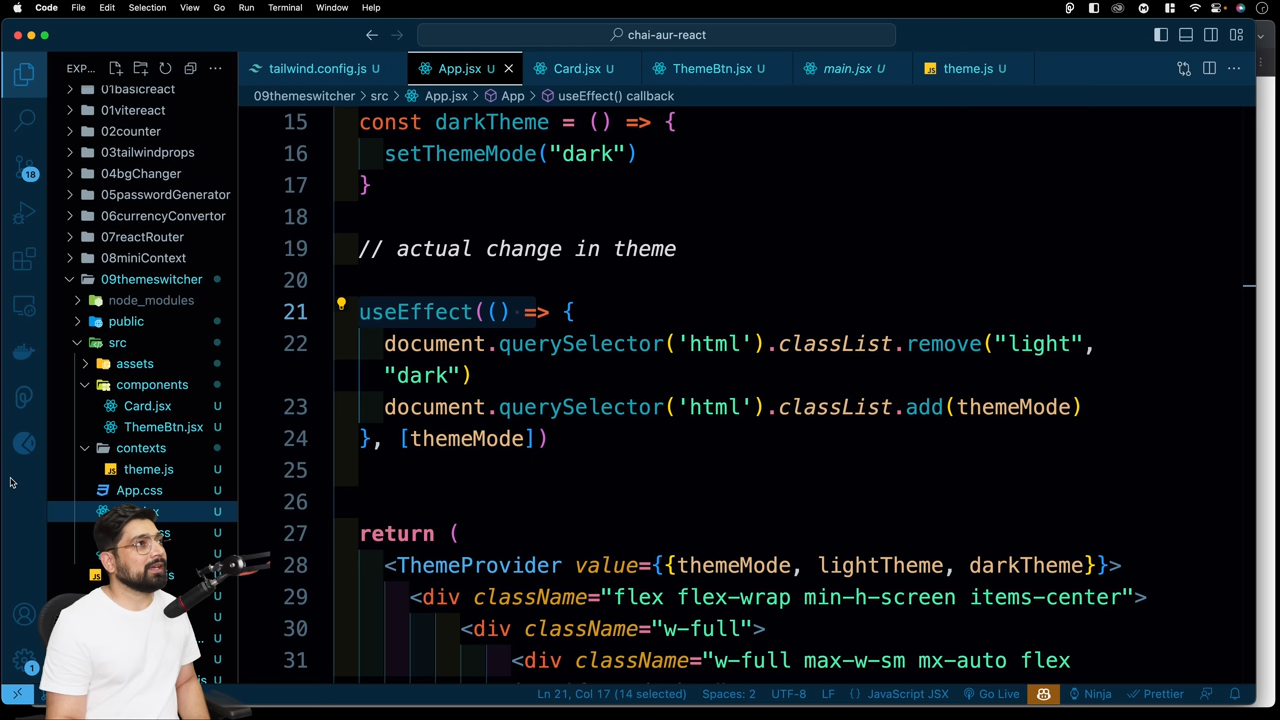 Code File Edit Selection View Go Run Terminal Window Help
chai-aur-react
EXP...
tailwind.config.js U
App.jsx U
Card.jsx U
ThemeBtn.jsx U
main.jsx U
theme.js U
09themeswitcher > src > App.jsx > App > useEffect() callback
01basicreact
01vitereact
02counter
03tailwindprops
04bgChanger
05passwordGenerator
06currencyConvertor
07reactRouter
08miniContext
09themeswitcher
node_modules
public
src
assets
components
Card.jsx U
ThemeBtn.jsx U
contexts
theme.js U
App.css U
U
U
18
1
15 const darkTheme = () => {
16 setThemeMode("dark")
17 }
18
19 // actual change in theme
20
21 useEffect(() => {
22 document.querySelector('html').classList.remove("light",
"dark")
23 document.querySelector('html').classList.add(themeMode)
24 }, [themeMode])
25
26
27 return (
28 <ThemeProvider value={{themeMode, lightTheme, darkTheme}}>
29 <div className="flex flex-wrap min-h-screen items-center">
30 <div className="w-full">
31 <div className="w-full max-w-sm mx-auto flex
Ln 21, Col 17 (14 selected) Spaces: 2 UTF-8 LF {} JavaScript JSX Go Live Ninja Prettier